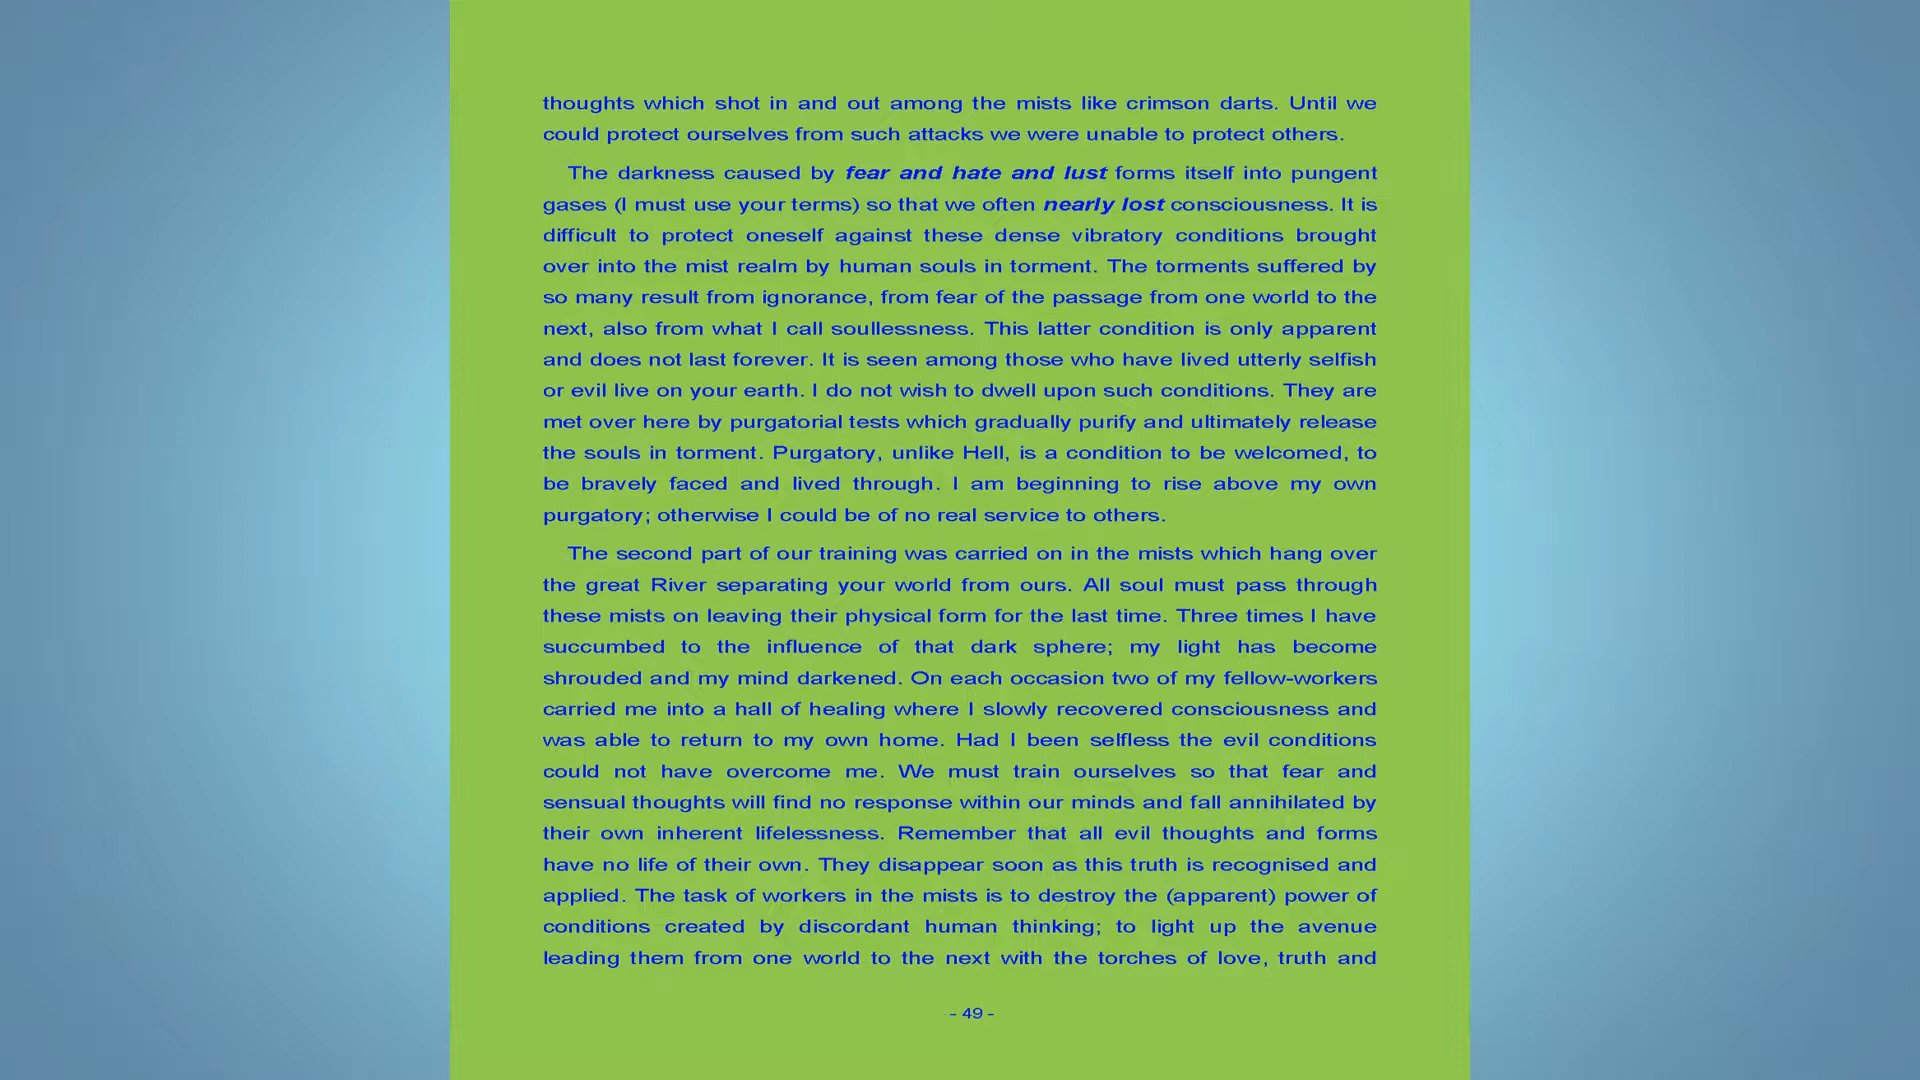 thoughts which shot in and out among the mists like crimson darts. Until we
could protect ourselves from such attacks we were unable to protect others.
The darkness caused by fear and hate and lust forms itself into pungent
gases (I must use your terms) so that we often nearly lost consciousness. It is
difficult to protect oneself against these dense vibratory conditions brought
over into the mist realm by human souls in torment. The torments suffered by
so many result from ignorance, from fear of the passage from one world to the
next, also from what I call soullessness. This latter condition is only apparent
and does not last forever. It is seen among those who have lived utterly selfish
or evil live on your earth. I do not wish to dwell upon such conditions. They are
met over here by purgatorial tests which gradually purify and ultimately release
the souls in torment. Purgatory, unlike Hell, is a condition to be welcomed, to
be bravely faced and lived through. I am beginning to rise above my own
purgatory; otherwise I could be of no real service to others.
The second part of our training was carried on in the mists which hang over
the great River separating your world from ours. All soul must pass through
these mists on leaving their physical form for the last time. Three times I have
succumbed to the influence of that dark sphere; my light has become
shrouded and my mind darkened. On each occasion two of my fellow-workers
carried me into a hall of healing where I slowly recovered consciousness and
was able to return to my own home. Had I been selfless the evil conditions
could not have overcome me. We must train ourselves so that fear and
sensual thoughts will find no response within our minds and fall annihilated by
their own inherent lifelessness. Remember that all evil thoughts and forms
have no life of their own. They disappear soon as this truth is recognised and
applied. The task of workers in the mists is to destroy the (apparent) power of
conditions created by discordant human thinking; to light up the avenue
leading them from one world to the next with the torches of love, truth and
- 49 -